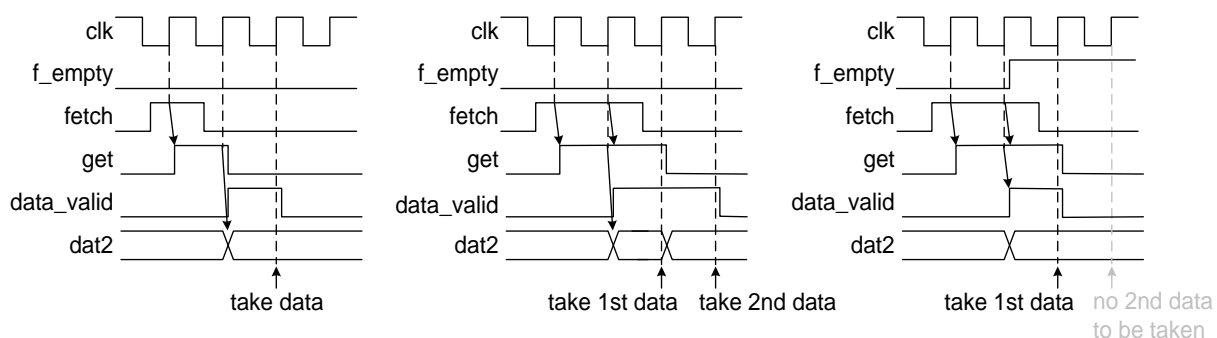 clk
f_empty
fetch
get
data_valid
dat2
take data
clk
f_empty
fetch
get
data_valid
dat2
take 1st data
take 2nd data
clk
f_empty
fetch
get
data_valid
dat2
take 1st data
no 2nd data
to be taken